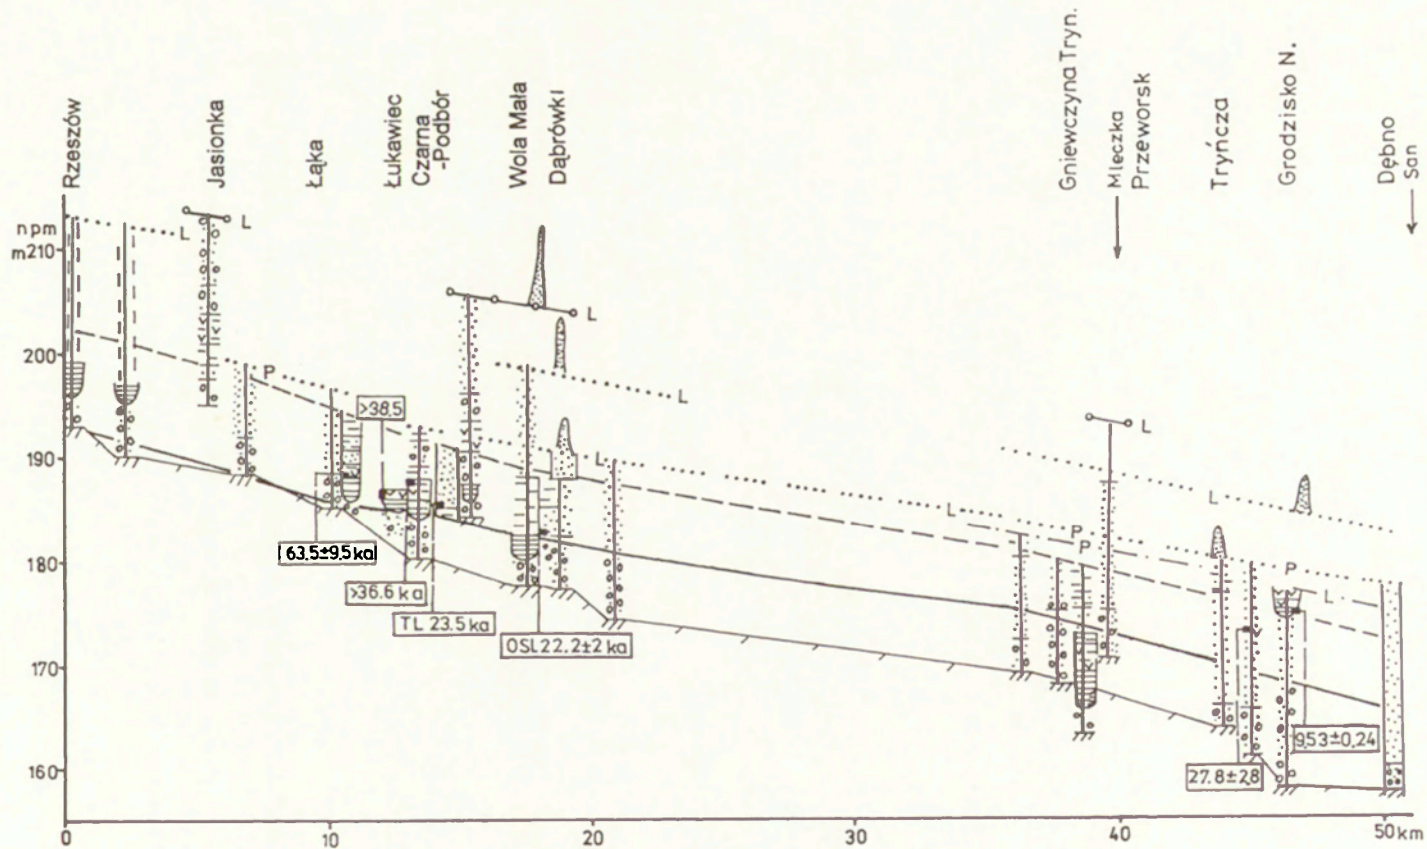 Rzeszów
Jasionka
Łąka
Łukawiec
Czarna
-Podbór
Wola Mała
Dąbrówki
Gniewczyna Tryn.
Mleczka
Przeworsk
Tryńcza
Grodzisko N.
Dębno
San
n pm
m 210
200
190
180
170
160
L
L
L
L
P
L
L
L
P
P
L
L
P
L
>38,5
63.5±9.5 ka
>36.6 ka
TL 23.5 ka
OSL 22.2±2 ka
27.8±2,8
9,53±0,24
0
10
20
30
40
50 km